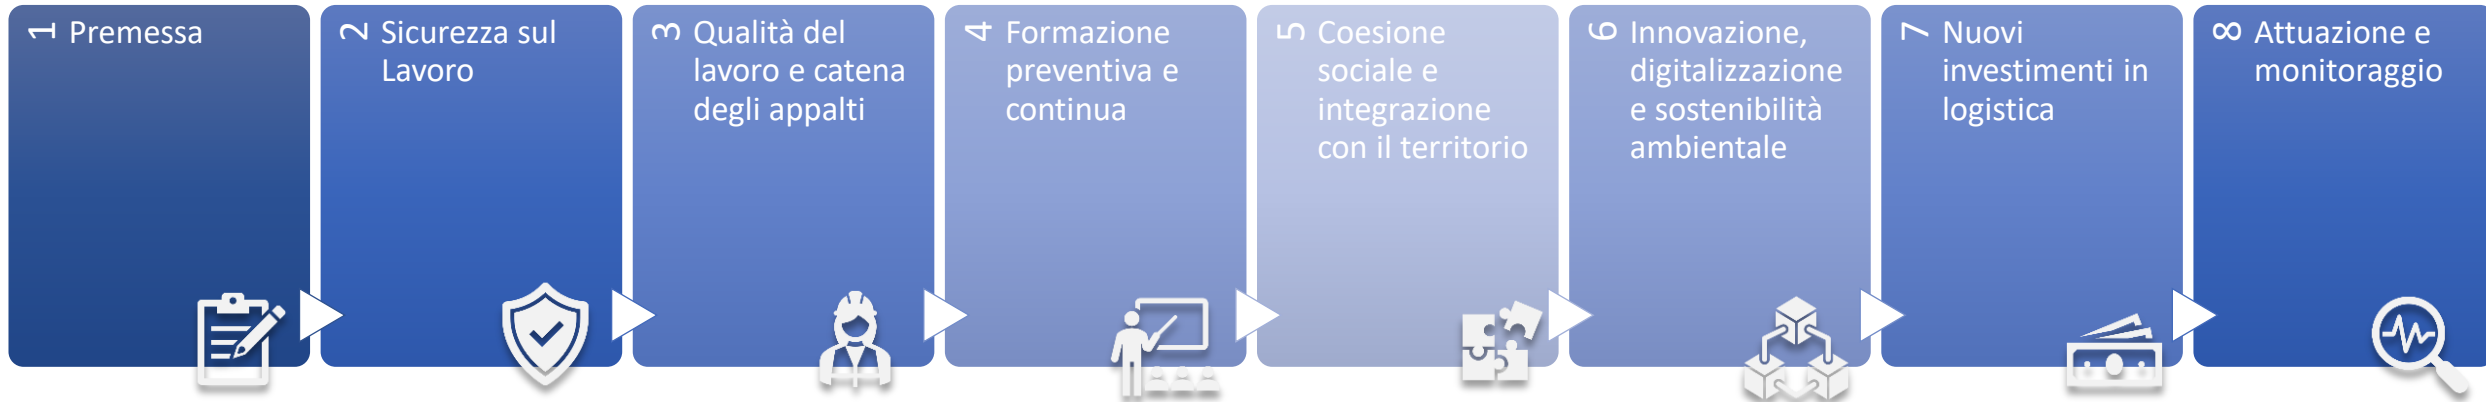 1 Premessa
2 Sicurezza sul
Lavoro
3 Qualità del
lavoro e catena
degli appalti
4 Formazione
preventiva e
continua
5 Coesione
sociale e
integrazione
con il territorio
6 Innovazione,
digitalizzazione
e sostenibilità
ambientale
7 Nuovi
investimenti in
logistica
8 Attuazione e
monitoraggio